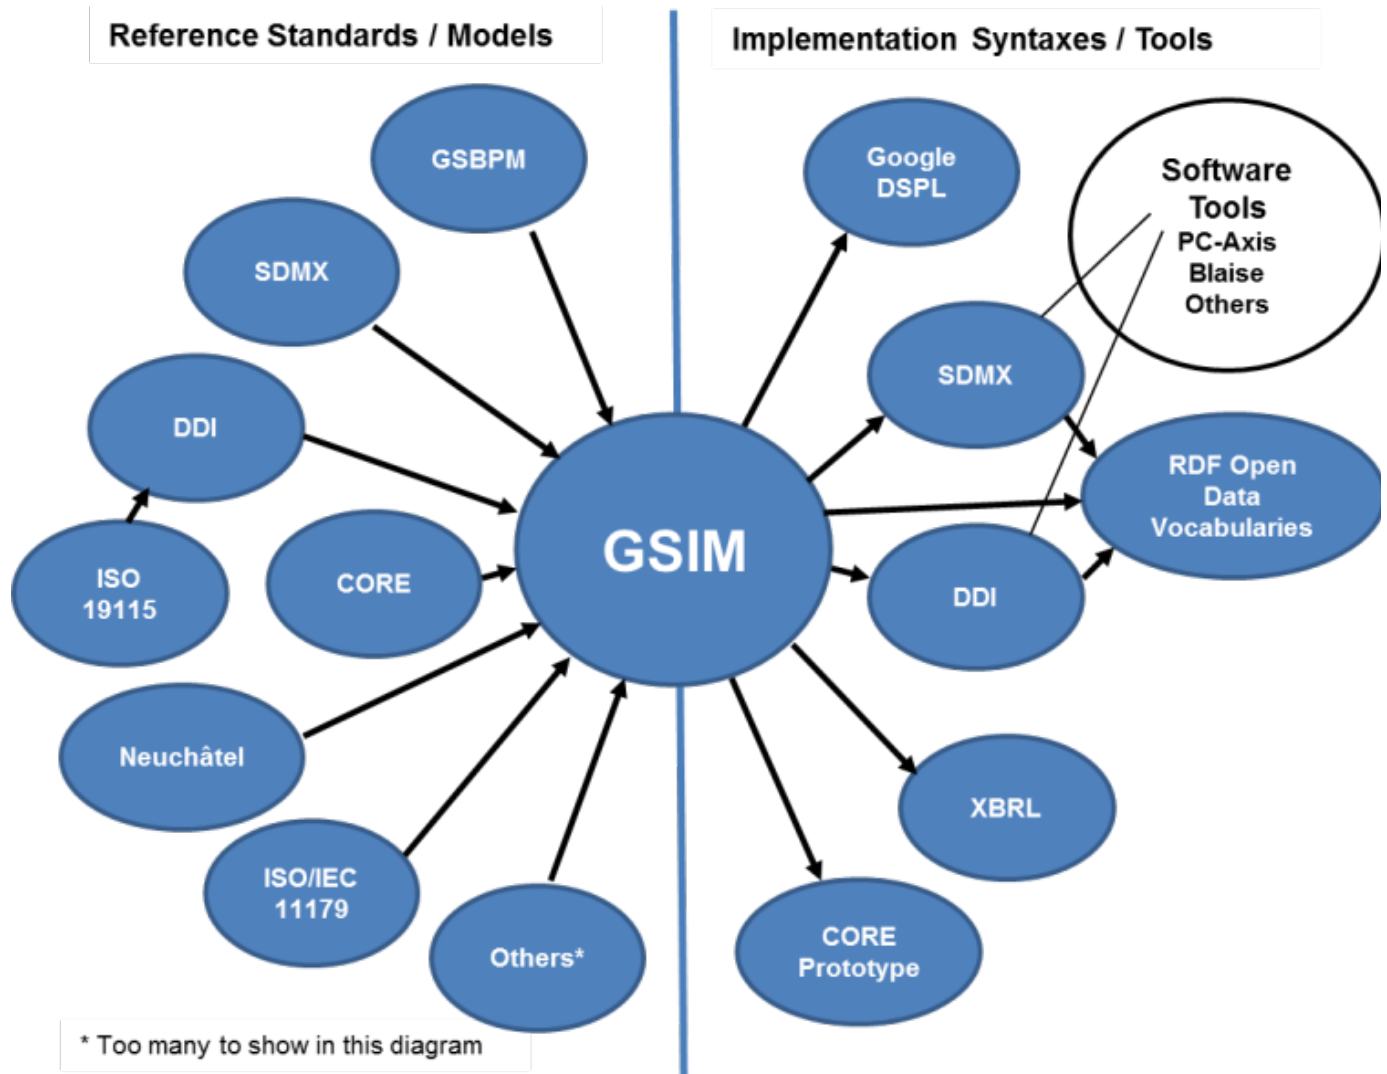 Reference Standards / Models
Implementation Syntaxes / Tools
GSBPM
SDMX
DDI
ISO
19115
CORE
Neuchâtel
ISO/IEC
11179
Others*
GSIM
Google
DSPL
Software
Tools
PC-Axis
Blaise
Others
SDMX
RDF Open
Data
Vocabularies
DDI
XBRL
CORE
Prototype
* Too many to show in this diagram